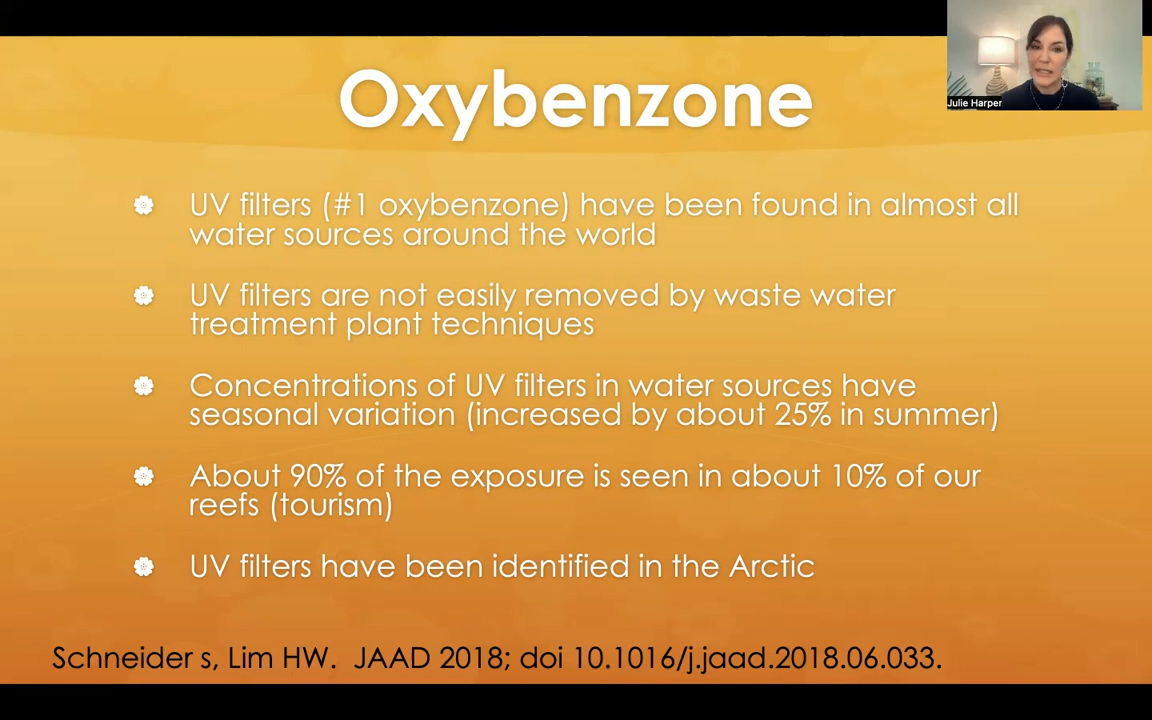 Oxybenzone
Julie Harper
UV filters (#1 oxybenzone) have been found in almost all
water sources around the world
UV filters are not easily removed by waste water
treatment plant techniques
Concentrations of UV filters in water sources have
seasonal variation (increased by about 25% in summer)
About 90% of the exposure is seen in about 10% of our
reefs (tourism)
UV filters have been identified in the Arctic
Schneider s, Lim HW.  JAAD 2018; doi 10.1016/j.jaad.2018.06.033.